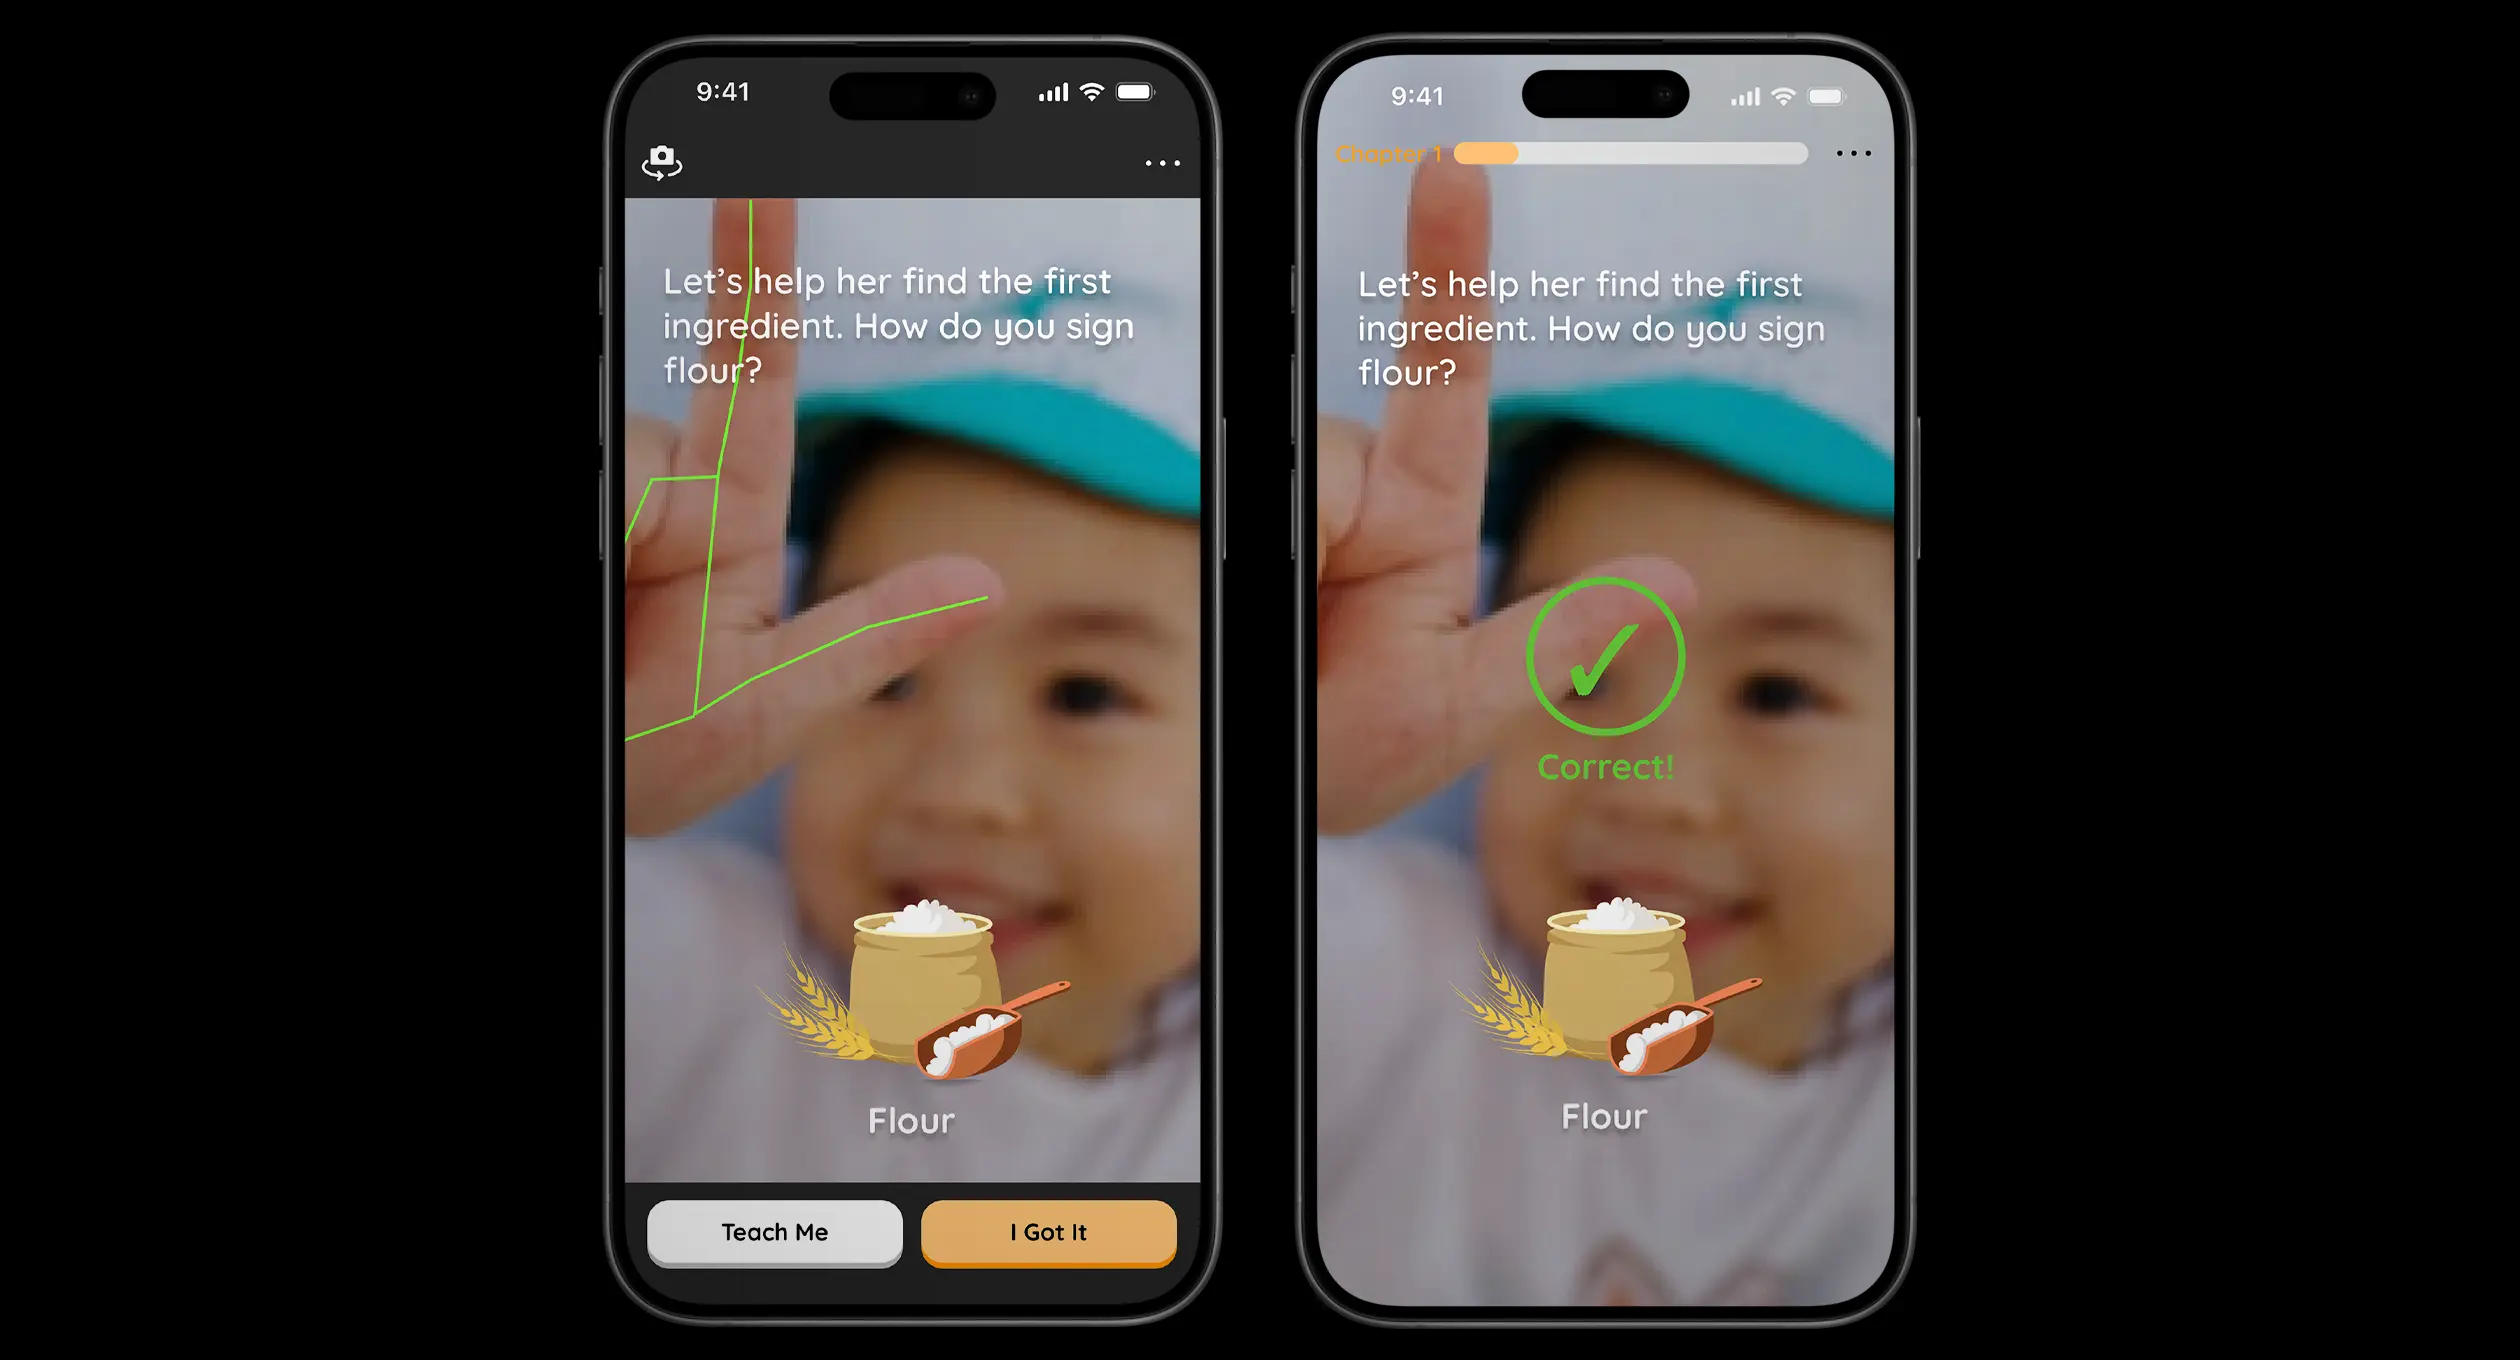 9:41
Let's help her find the first
ingredient. How do you sign
flour?
Flour
Teach Me
I Got It
9:41
Chapter 1
Let's help her find the first
ingredient. How do you sign
flour?
Correct!
Flour